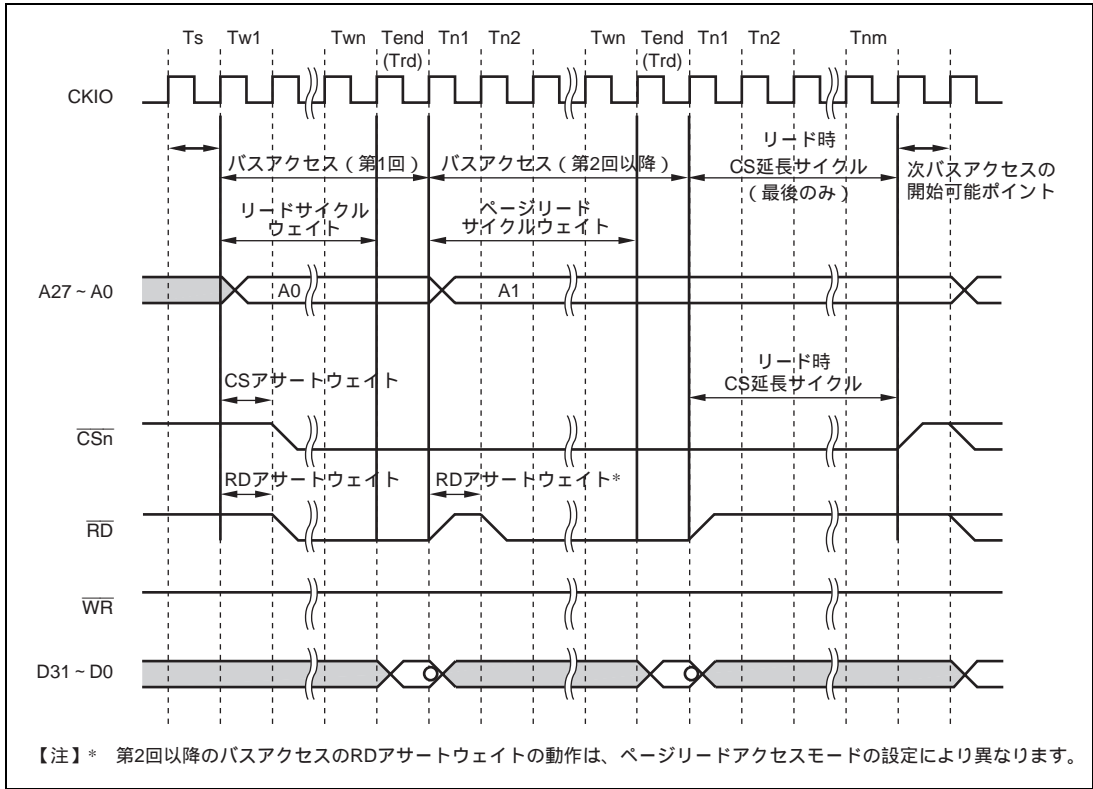 Ts Tw1 Twn Tend Tn1 Tn2 Twn Tend Tn1 Tn2 Tnm
(Trd) (Trd)
CKIO
バスアクセス（第1回）
バスアクセス（第2回以降）
リード時
CS延長サイクル
（最後のみ）
次バスアクセスの
開始可能ポイント
リードサイクル
ウェイト
ページリード
サイクルウェイト
A27 ~ A0
A0
A1
CSアサートウェイト
リード時
CS延長サイクル
CSn
RDアサートウェイト
RDアサートウェイト*
RD
WR
D31 ~ D0
【注】* 第2回以降のバスアクセスのRDアサートウェイトの動作は、ページリードアクセスモードの設定により異なります。